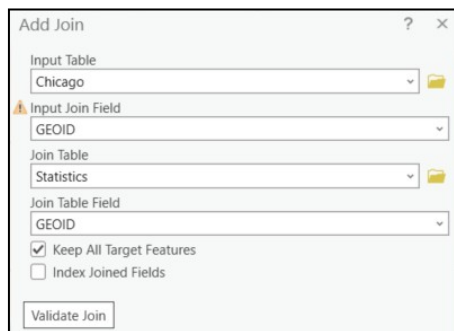 Add Join ? ×
Input Table
Chicago
Input Join Field
GEOID
Join Table
Statistics
Join Table Field
GEOID
Keep All Target Features
Index Joined Fields
Validate Join